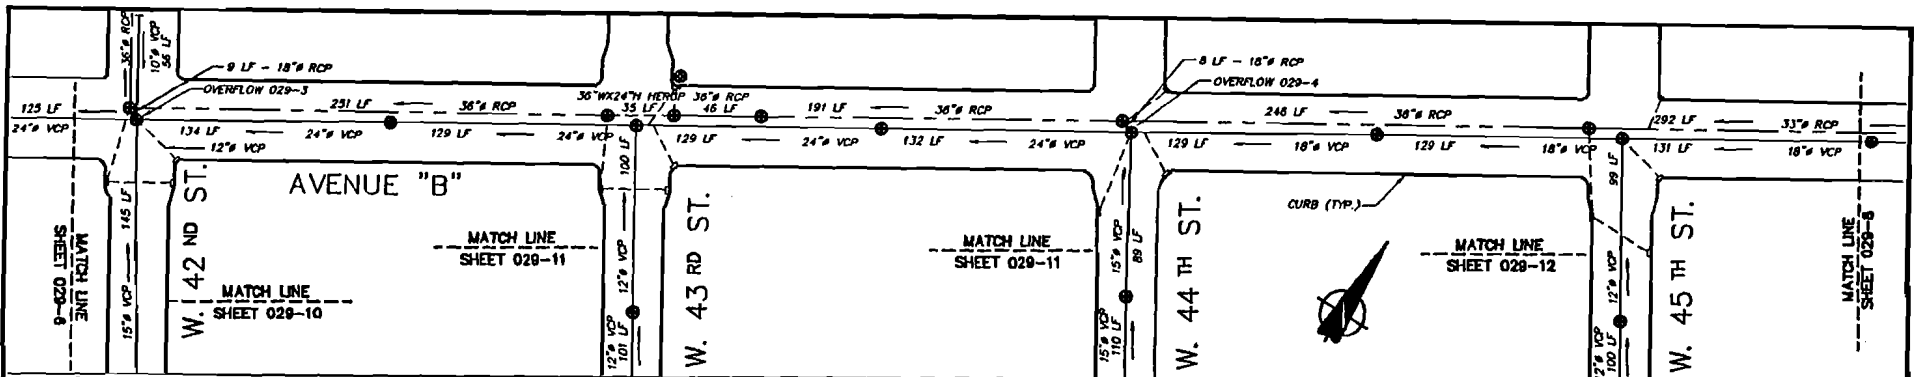 36"ø RCP
10"ø VCP
56 LF
9 LF - 18"ø RCP
OVERFLOW 029-3
8 LF - 18"ø RCP
OVERFLOW 029-4
125 LF
251 LF
36"ø RCP
36"WX24"H HERCP
35 LF
36"ø RCP
46 LF
191 LF
36"ø RCP
246 LF
36"ø RCP
292 LF
33"ø RCP
24"ø VCP
134 LF
24"ø VCP
129 LF
24"ø VCP
129 LF
24"ø VCP
132 LF
24"ø VCP
129 LF
18"ø VCP
129 LF
18"ø VCP
131 LF
18"ø VCP
12"ø VCP
AVENUE "B"
145 LF
15"ø VCP
W. 42 ND ST.
100 LF
12"ø VCP
12"ø VCP
101 LF
W. 43 RD ST.
15"ø VCP
89 LF
15"ø VCP
110 LF
W. 44 TH ST.
CURB (TYP.)
99 LF
12"ø VCP
12"ø VCP
100 LF
W. 45 TH ST.
MATCH LINE
SHEET 029-6
MATCH LINE
SHEET 029-10
MATCH LINE
SHEET 029-11
MATCH LINE
SHEET 029-11
MATCH LINE
SHEET 029-12
MATCH LINE
SHEET 029-8